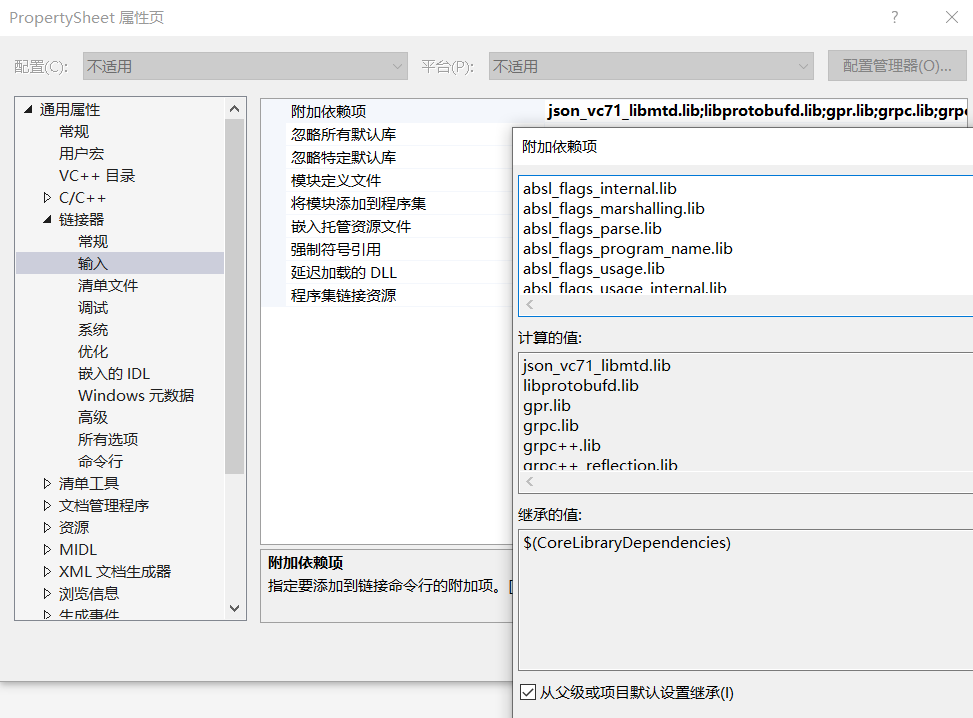 PropertySheet 属性页
?
配置(C):
不适用
平台(P):
不适用
配置管理器(O)...
通用属性
常规
用户宏
VC++ 目录
C/C++
链接器
常规
输入
清单文件
调试
系统
优化
嵌入的 IDL
Windows 元数据
高级
所有选项
命令行
清单工具
文档管理程序
资源
MIDL
XML 文档生成器
浏览信息
生成事件
附加依赖项
json_vc71_libmtd.lib;libprotobufd.lib;gpr.lib;grpc.lib;grpc
忽略所有默认库
忽略特定默认库
模块定义文件
将模块添加到程序集
嵌入托管资源文件
强制符号引用
延迟加载的 DLL
程序集链接资源
附加依赖项
指定要添加到链接命令行的附加项。[
附加依赖项
absl_flags_internal.lib
absl_flags_marshalling.lib
absl_flags_parse.lib
absl_flags_program_name.lib
absl_flags_usage.lib
absl_flags_usage_internal.lib
计算的值:
json_vc71_libmtd.lib
libprotobufd.lib
gpr.lib
grpc.lib
grpc++.lib
grpc++_reflection.lib
继承的值:
$(CoreLibraryDependencies)
从父级或项目默认设置继承(I)